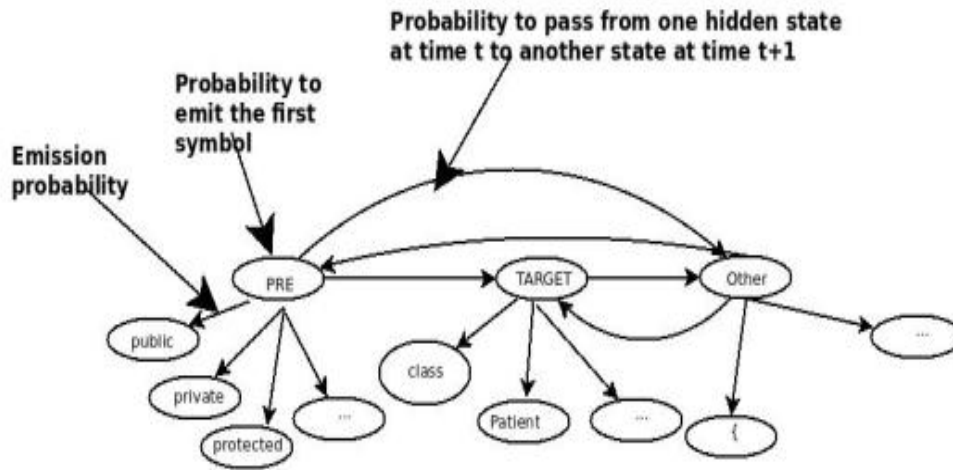 Probability to pass from one hidden state
at time t to another state at time t+1
Probability to
emit the first
symbol
Emission
probability
PRE
TARGET
Other
public
private
protected
...
class
Patient
...
{
...